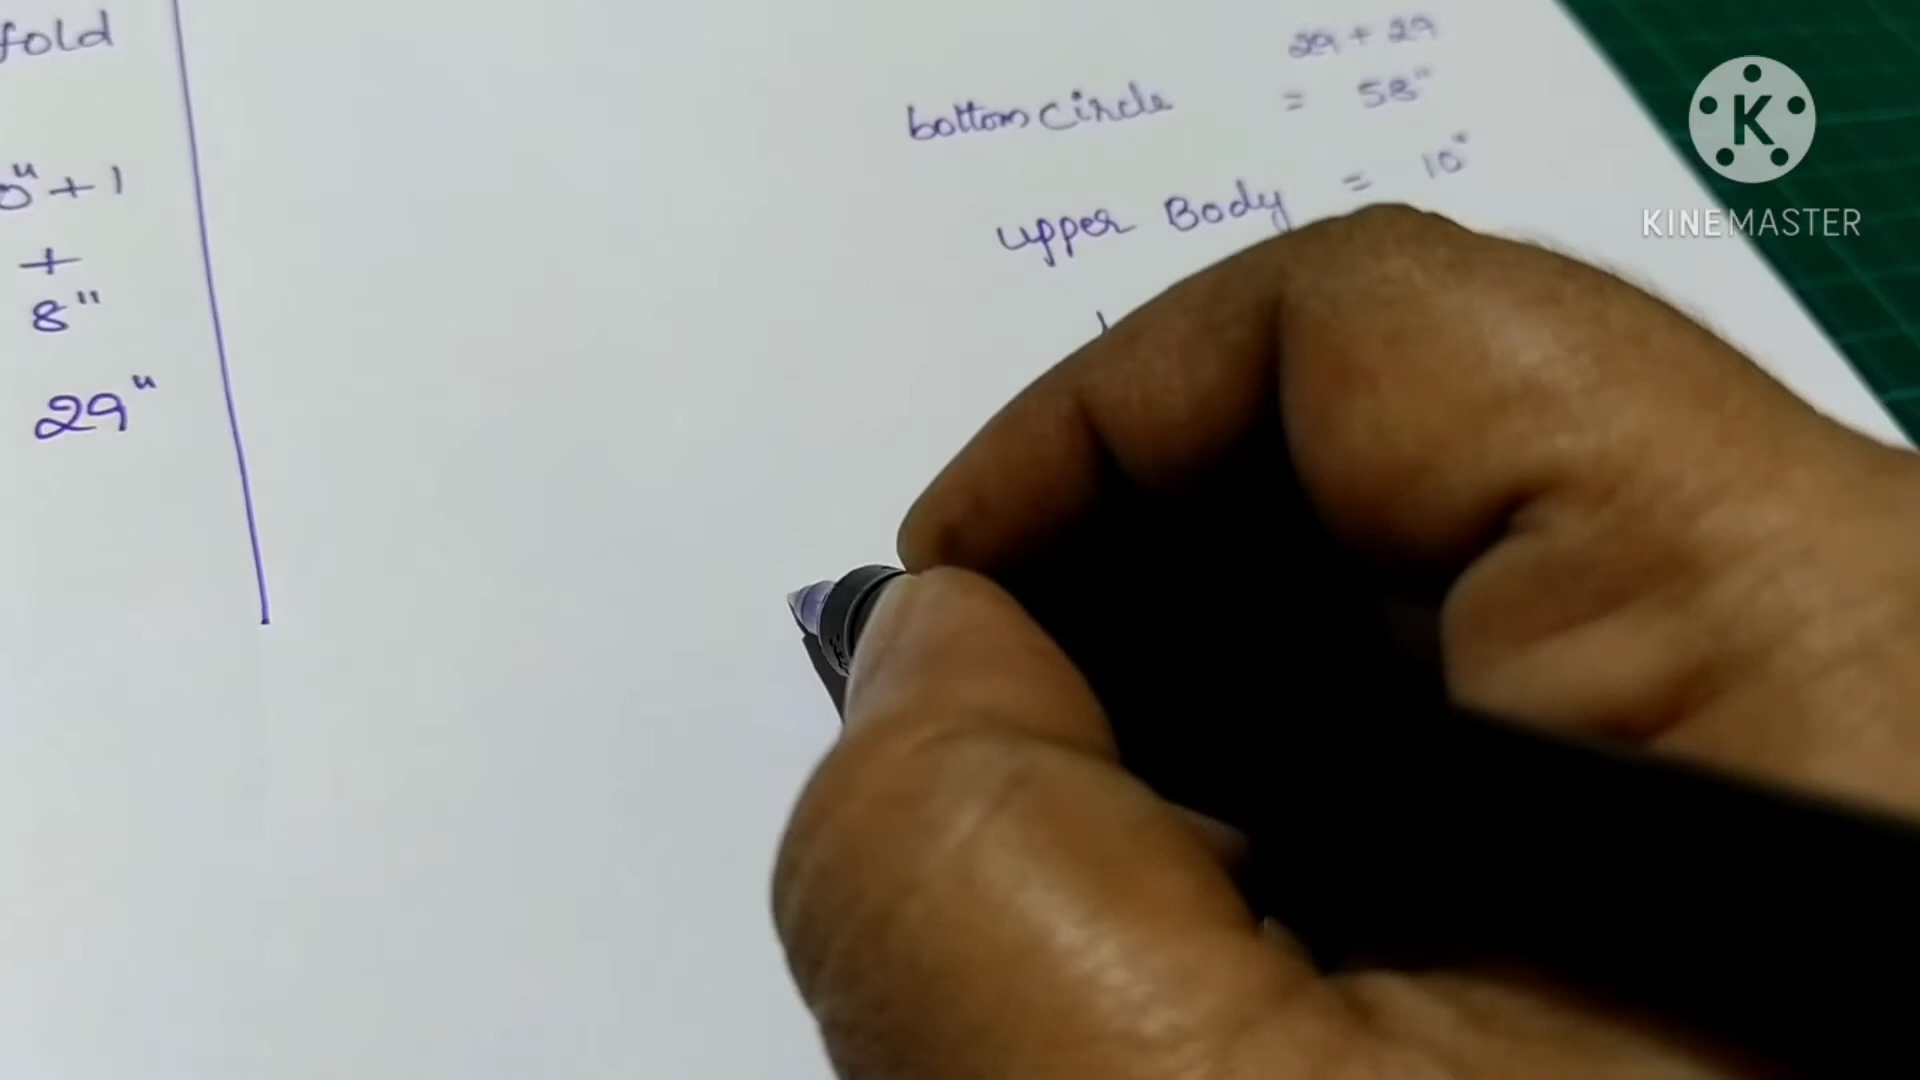 fold
0" + 1
+
8"
29"
29 + 29
bottom circle = 58"
upper Body = 10"
KINEMASTER